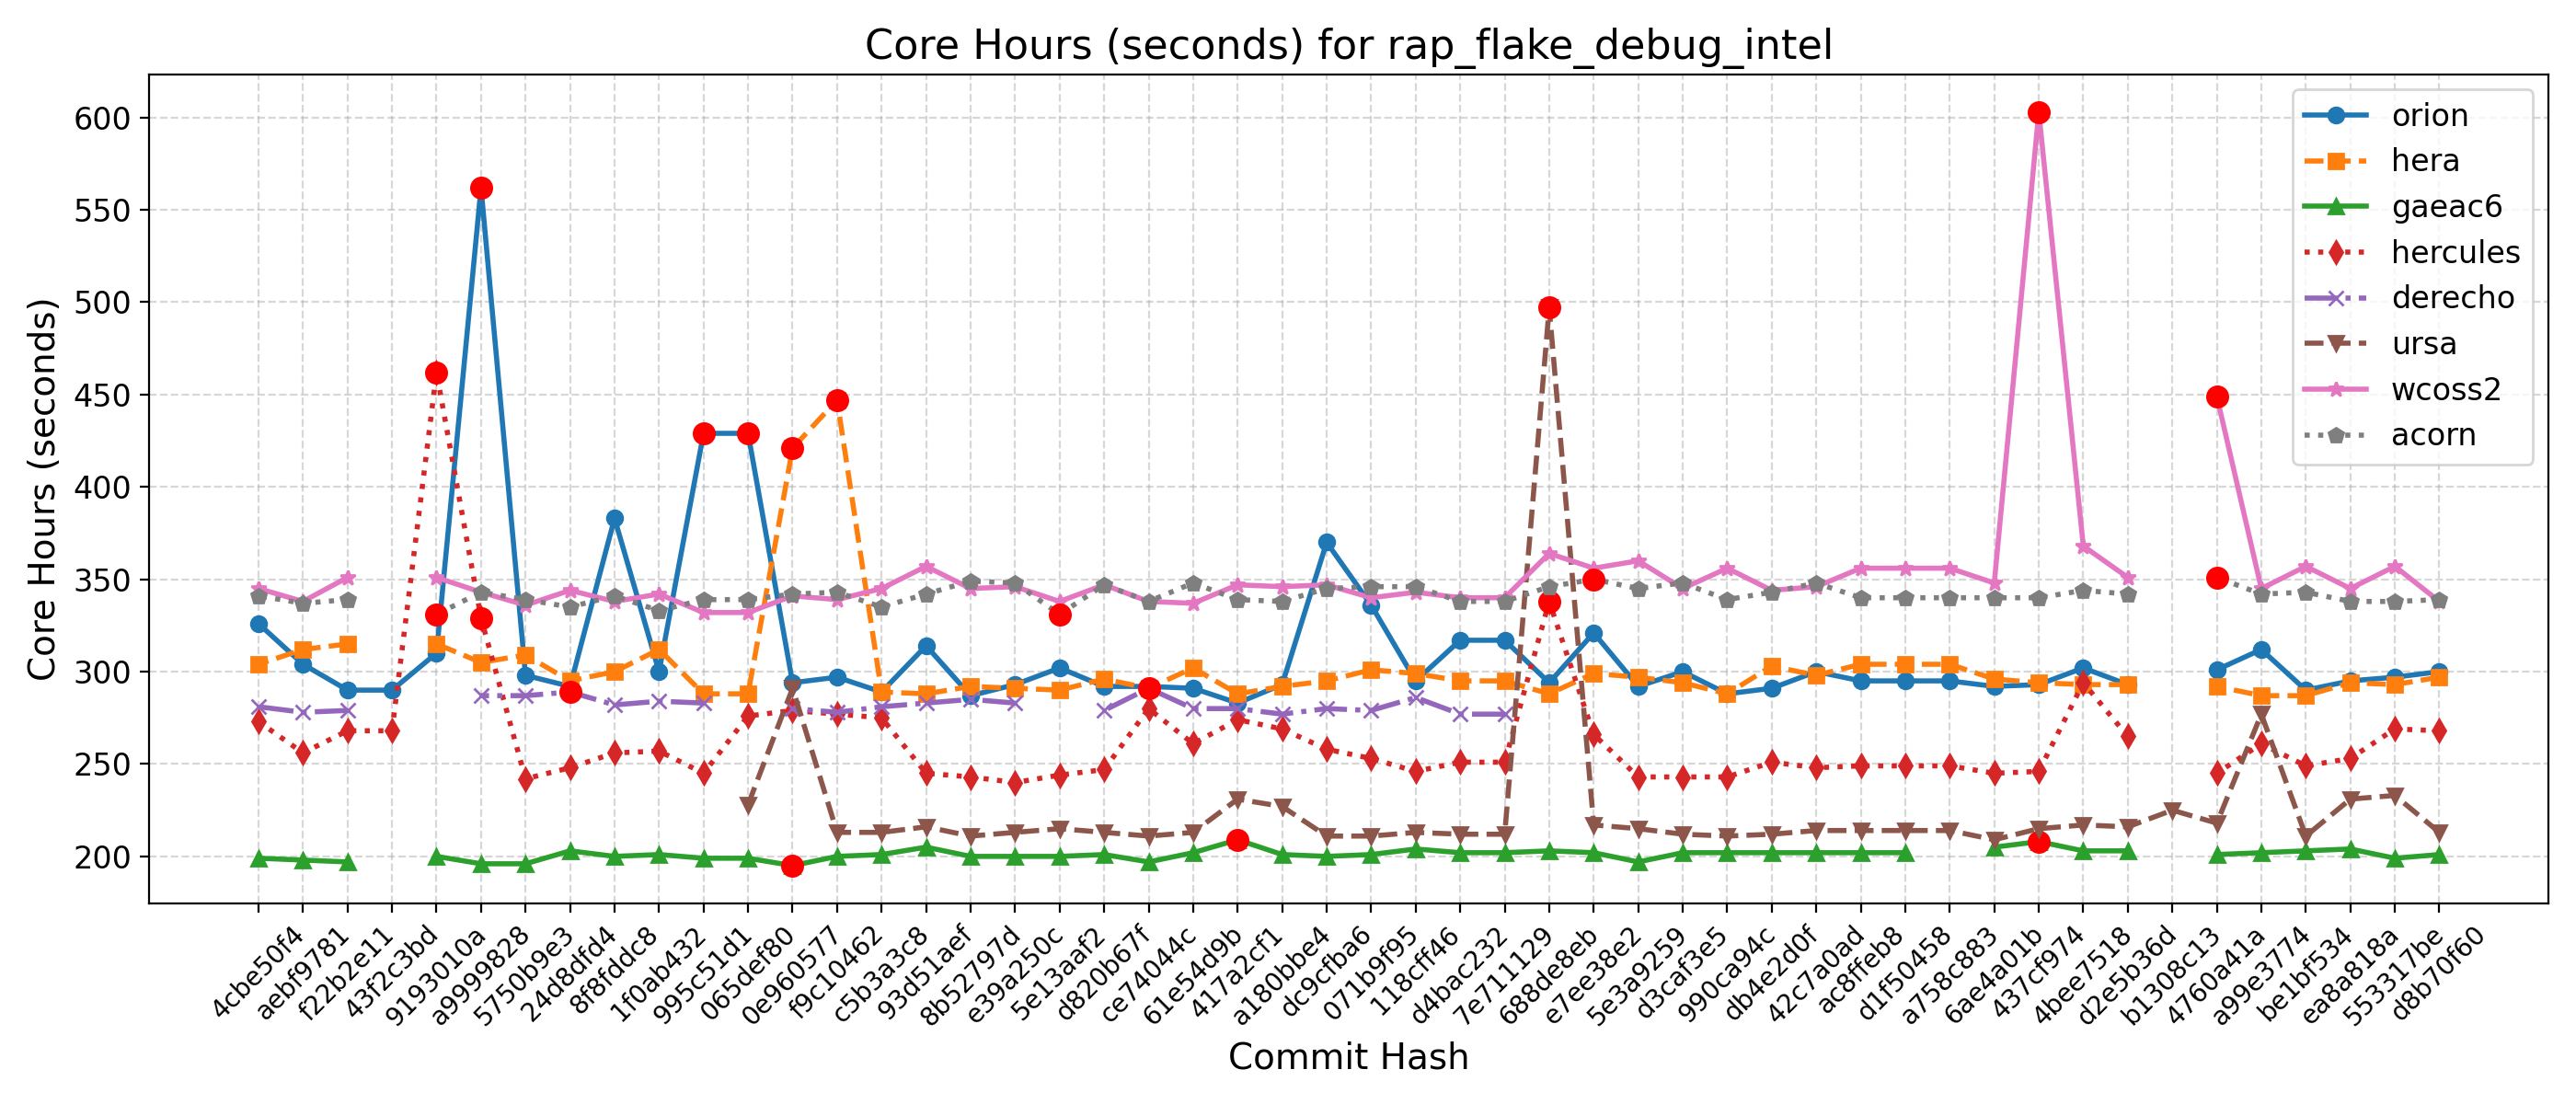 Core Hours (seconds) for rap_flake_debug_intel
Core Hours (seconds)
600
550
500
450
400
350
300
250
200
orion
hera
gaeac6
hercules
derecho
ursa
wcoss2
acorn
4cbe50f4
aebf9781
f22b2e11
43f2c3bd
9193010a
a9999828
5750b9e3
24d8dfd4
8f8fddc8
1f0ab432
995c51d1
065def80
0e960577
f9c10462
c5b3a3c8
93d51aef
8b52797d
e39a250c
5e13aaf2
d820b67f
ce74044c
61e54d9b
417a2cf1
a180bbe4
dc9cfba6
071b9f95
118cff46
d4bac232
7e711129
688de8eb
e7ee38e2
5e3a9259
d3caf3e5
990ca94c
db4e2d0f
42c7a0ad
ac8ffeb8
d1f50458
a758c883
6ae4a01b
437cf974
4bee7518
d2e5b36d
b1308c13
4760a41a
a99e3774
be1bf534
ea8a818a
553317be
d8b70f60
Commit Hash